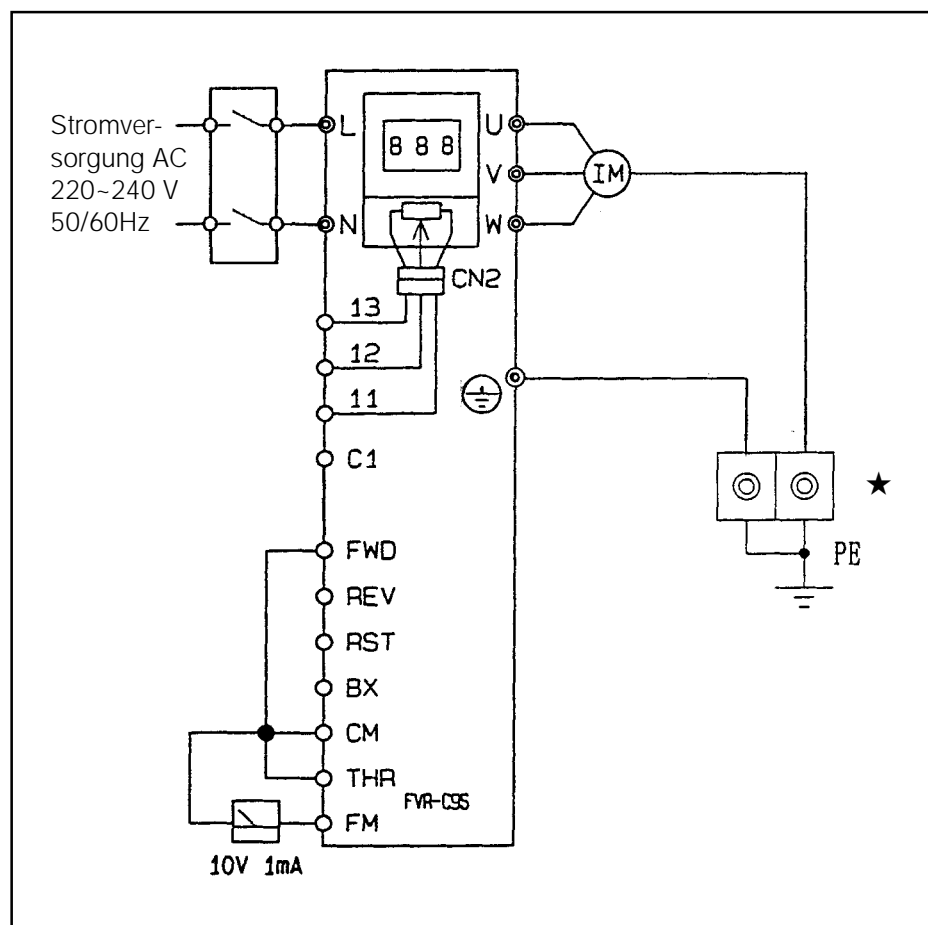 Stromver-
sorgung AC
220~240 V
50/60Hz
L
N
888
U
V
W
IM
CN2
13
12
11
C1
FWD
REV
RST
BX
CM
THR
FM
FVR-C9S
10V 1mA
★
PE